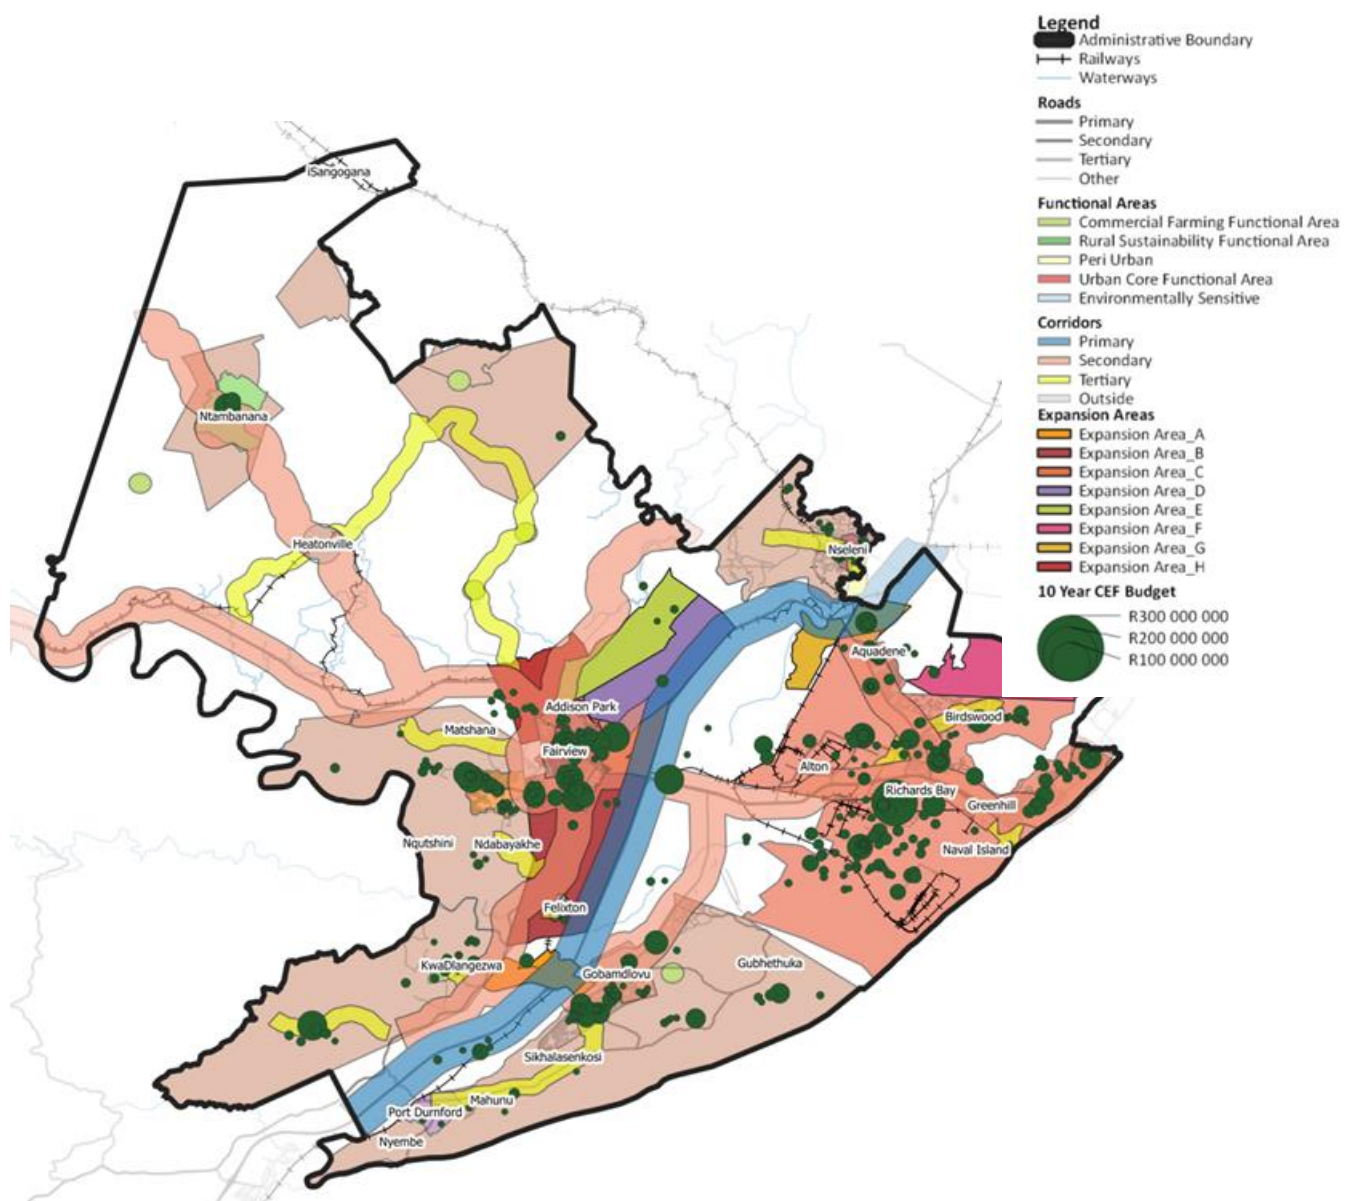 Legend
Administrative Boundary
Railways
Waterways
Roads
Primary
Secondary
Tertiary
Other
Functional Areas
Commercial Farming Functional Area
Rural Sustainability Functional Area
Peri Urban
Urban Core Functional Area
Environmentally Sensitive
Corridors
Primary
Secondary
Tertiary
Outside
Expansion Areas
Expansion Area_A
Expansion Area_B
Expansion Area_C
Expansion Area_D
Expansion Area_E
Expansion Area_F
Expansion Area_G
Expansion Area_H
10 Year CEF Budget
R300 000 000
R200 000 000
R100 000 000
iSangogana
Ntambanana
Heatonville
Nseleni
Aquadene
Addison Park
Birdswood
Matshana
Fairview
Alton
Richards Bay
Greenhill
Nqutshini
Ndabayakhe
Naval Island
Felixton
KwaDlangezwa
Gobamdlovu
Gubhethuka
Sikhalasenkosi
Mahunu
Port Durnford
Nyembe